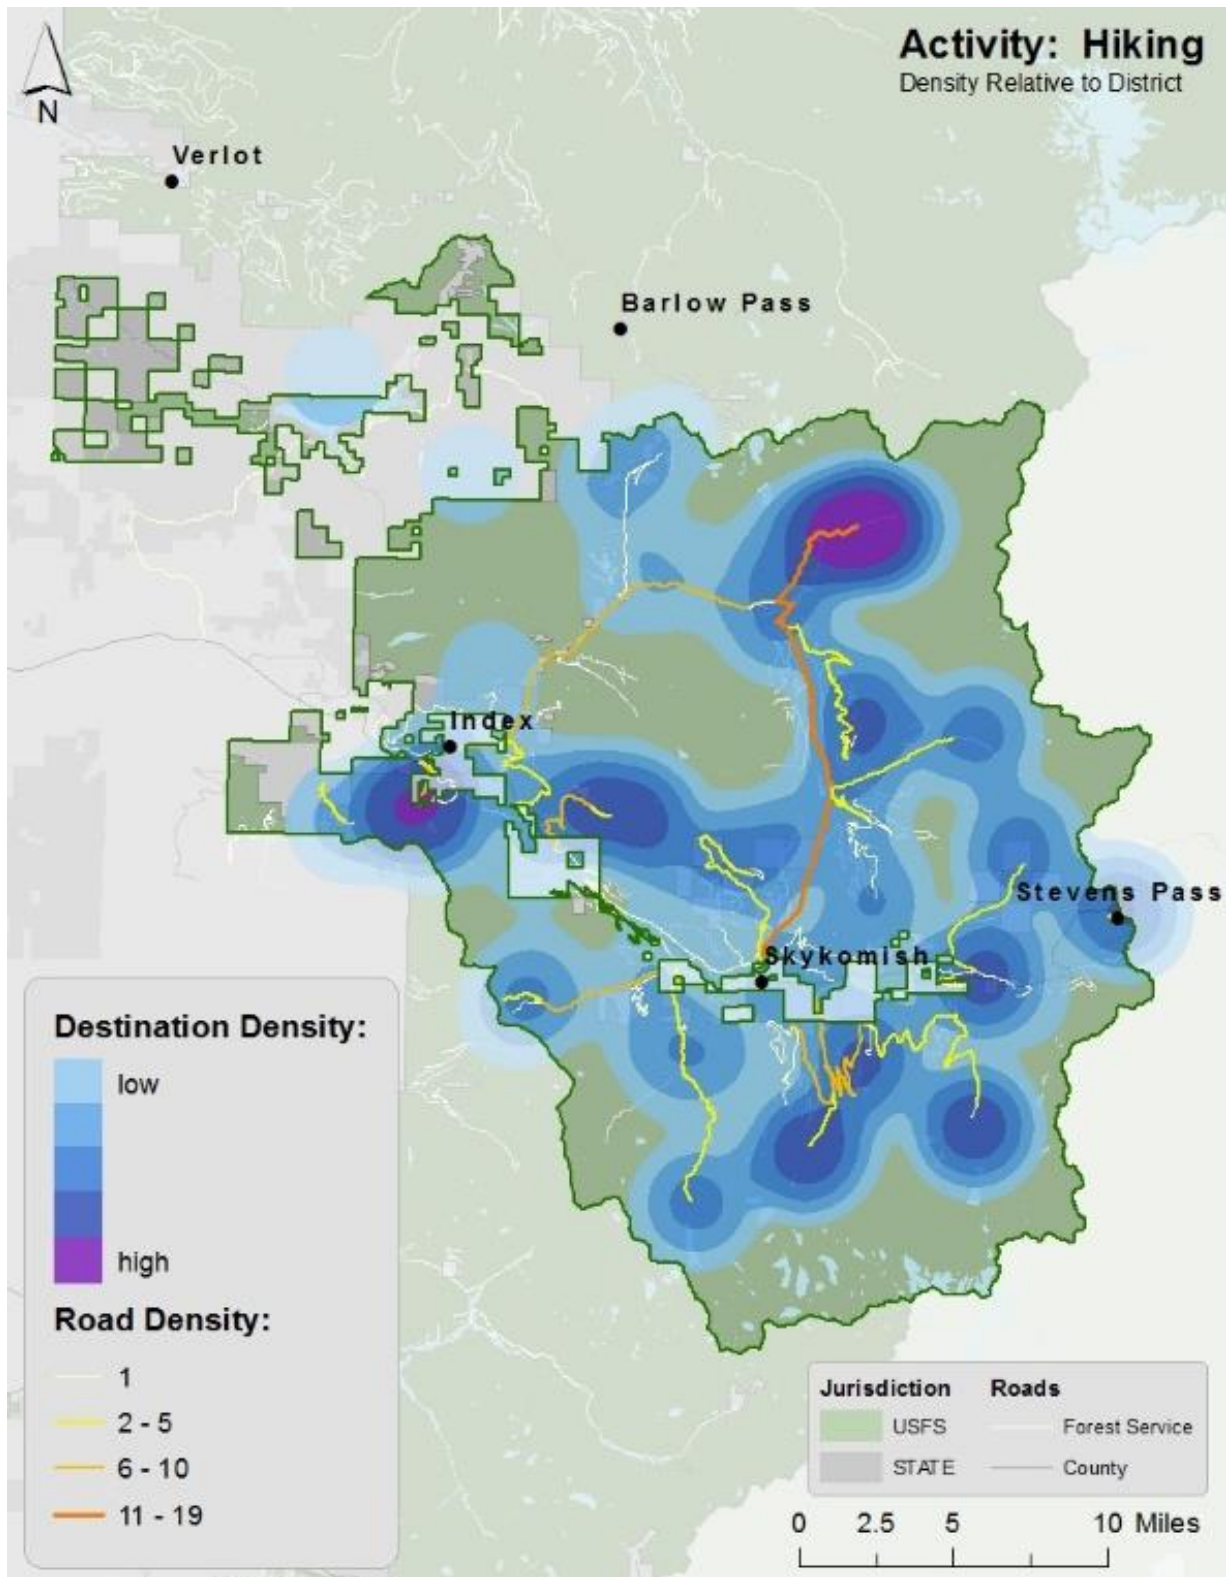 Activity: Hiking
Density Relative to District
N
Verlot
Barlow Pass
Index
Stevens Pass
Skykomish
Destination Density:
low
high
Road Density:
1
2 - 5
6 - 10
11 - 19
Jurisdiction Roads
USFS Forest Service
STATE County
0 2.5 5 10 Miles